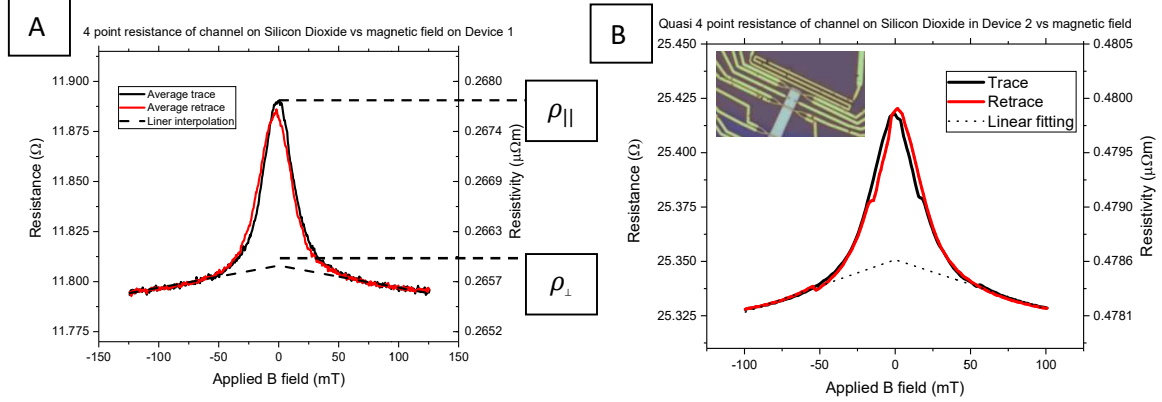 A
4 point resistance of channel on Silicon Dioxide vs magnetic field on Device 1
Resistance (Ω)
11.900
11.875
11.850
11.825
11.800
11.775
Average trace
Average retrace
Liner interpolation
0.2680
0.2674
0.2669
0.2663
0.2657
0.2652
Resistivity (µΩm)
-150 -100 -50 0 50 100 150
Applied B field (mT)
ρ||
ρ⊥
B
Quasi 4 point resistance of channel on Silicon Dioxide in Device 2 vs magnetic field
Resistance (Ω)
25.450
25.425
25.400
25.375
25.350
25.325
Trace
Retrace
Linear fitting
0.4805
0.4800
0.4795
0.4790
0.4786
0.4781
Resistivity (µΩm)
-100 -50 0 50 100
Applied B field (mT)